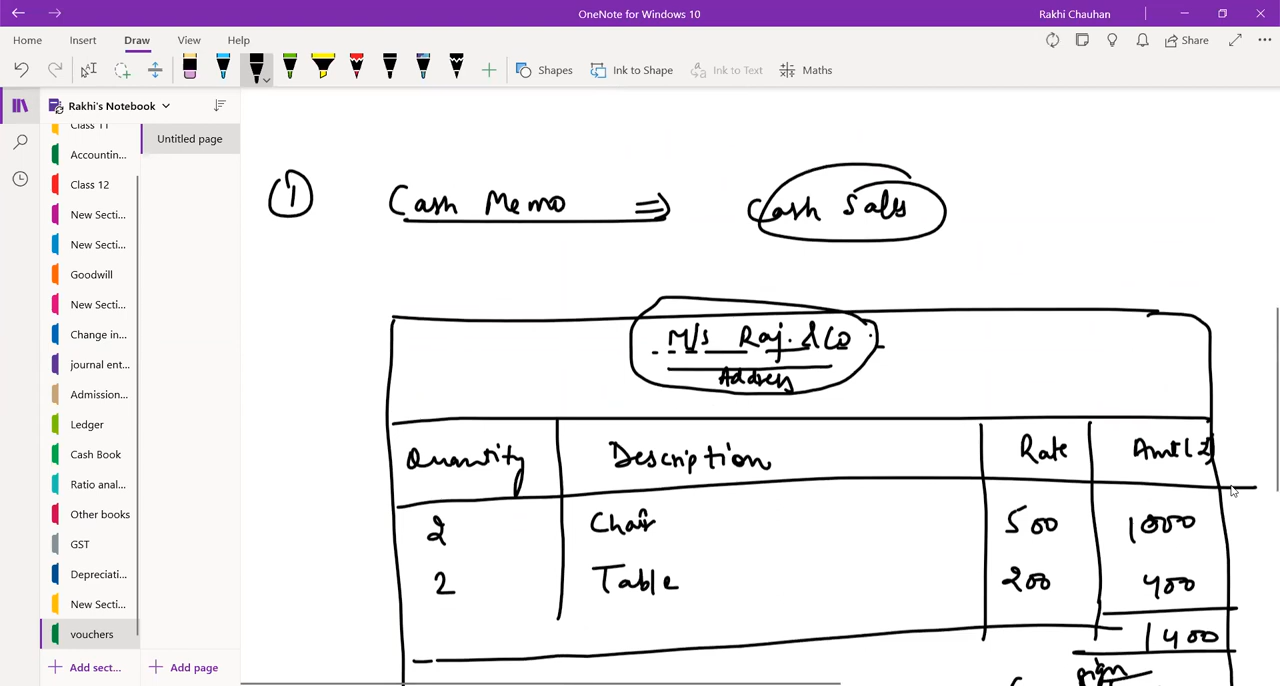 OneNote for Windows 10
Rakhi Chauhan
Home Insert Draw View Help
Share
Shapes Ink to Shape Ink to Text Maths
Rakhi's Notebook
Class 11
Accountin...
Class 12
New Secti...
New Secti...
Goodwill
New Secti...
Change in...
journal ent...
Admission...
Ledger
Cash Book
Ratio anal...
Other books
GST
Depreciati...
New Secti...
vouchers
Add sect...
Untitled page
Add page
1 Cash Memo ⇒ Cash Sales
M/s Raj. & Co.
Address
Quantity Description Rate Amt(₹)
2 Chair 500 1000
2 Table 200 400
1400
sign